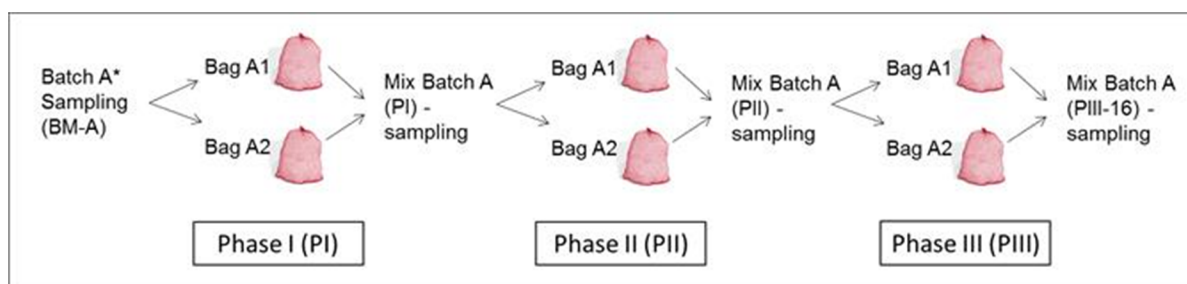 Batch A*
Sampling
(BM-A)
Bag A1
Bag A2
Mix Batch A
(PI) -
sampling
Bag A1
Bag A2
Mix Batch A
(PII) -
sampling
Bag A1
Bag A2
Mix Batch A
(PIII-16) -
sampling
Phase I (PI)
Phase II (PII)
Phase III (PIII)